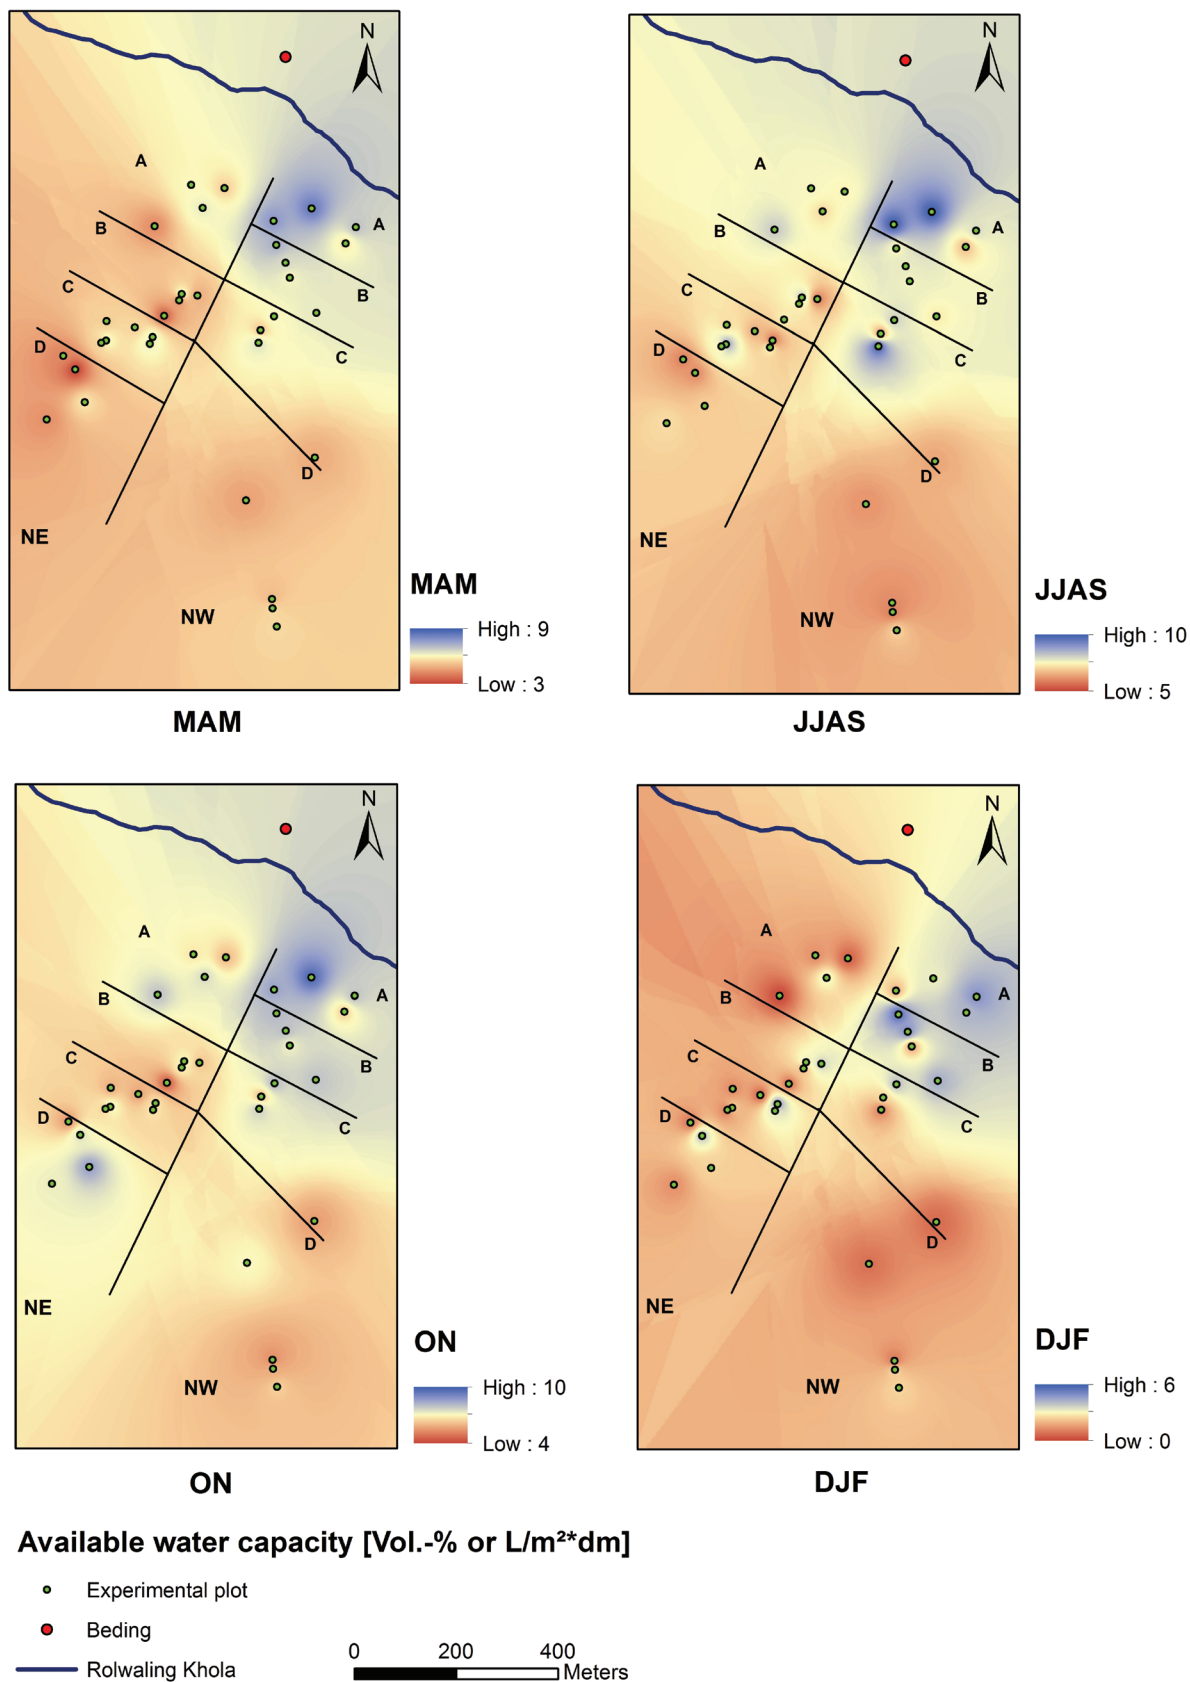 N
A
A
B
B
C
C
D
D
NE
NW
MAM
High : 9
Low : 3
MAM
N
A
A
B
B
C
C
D
D
NE
NW
JJAS
High : 10
Low : 5
JJAS
N
A
A
B
B
C
C
D
D
NE
NW
ON
High : 10
Low : 4
ON
N
A
A
B
B
C
C
D
D
NE
NW
DJF
High : 6
Low : 0
DJF
Available water capacity [Vol.-% or L/m²*dm]
Experimental plot
Beding
Rolwaling Khola
0 200 400
Meters